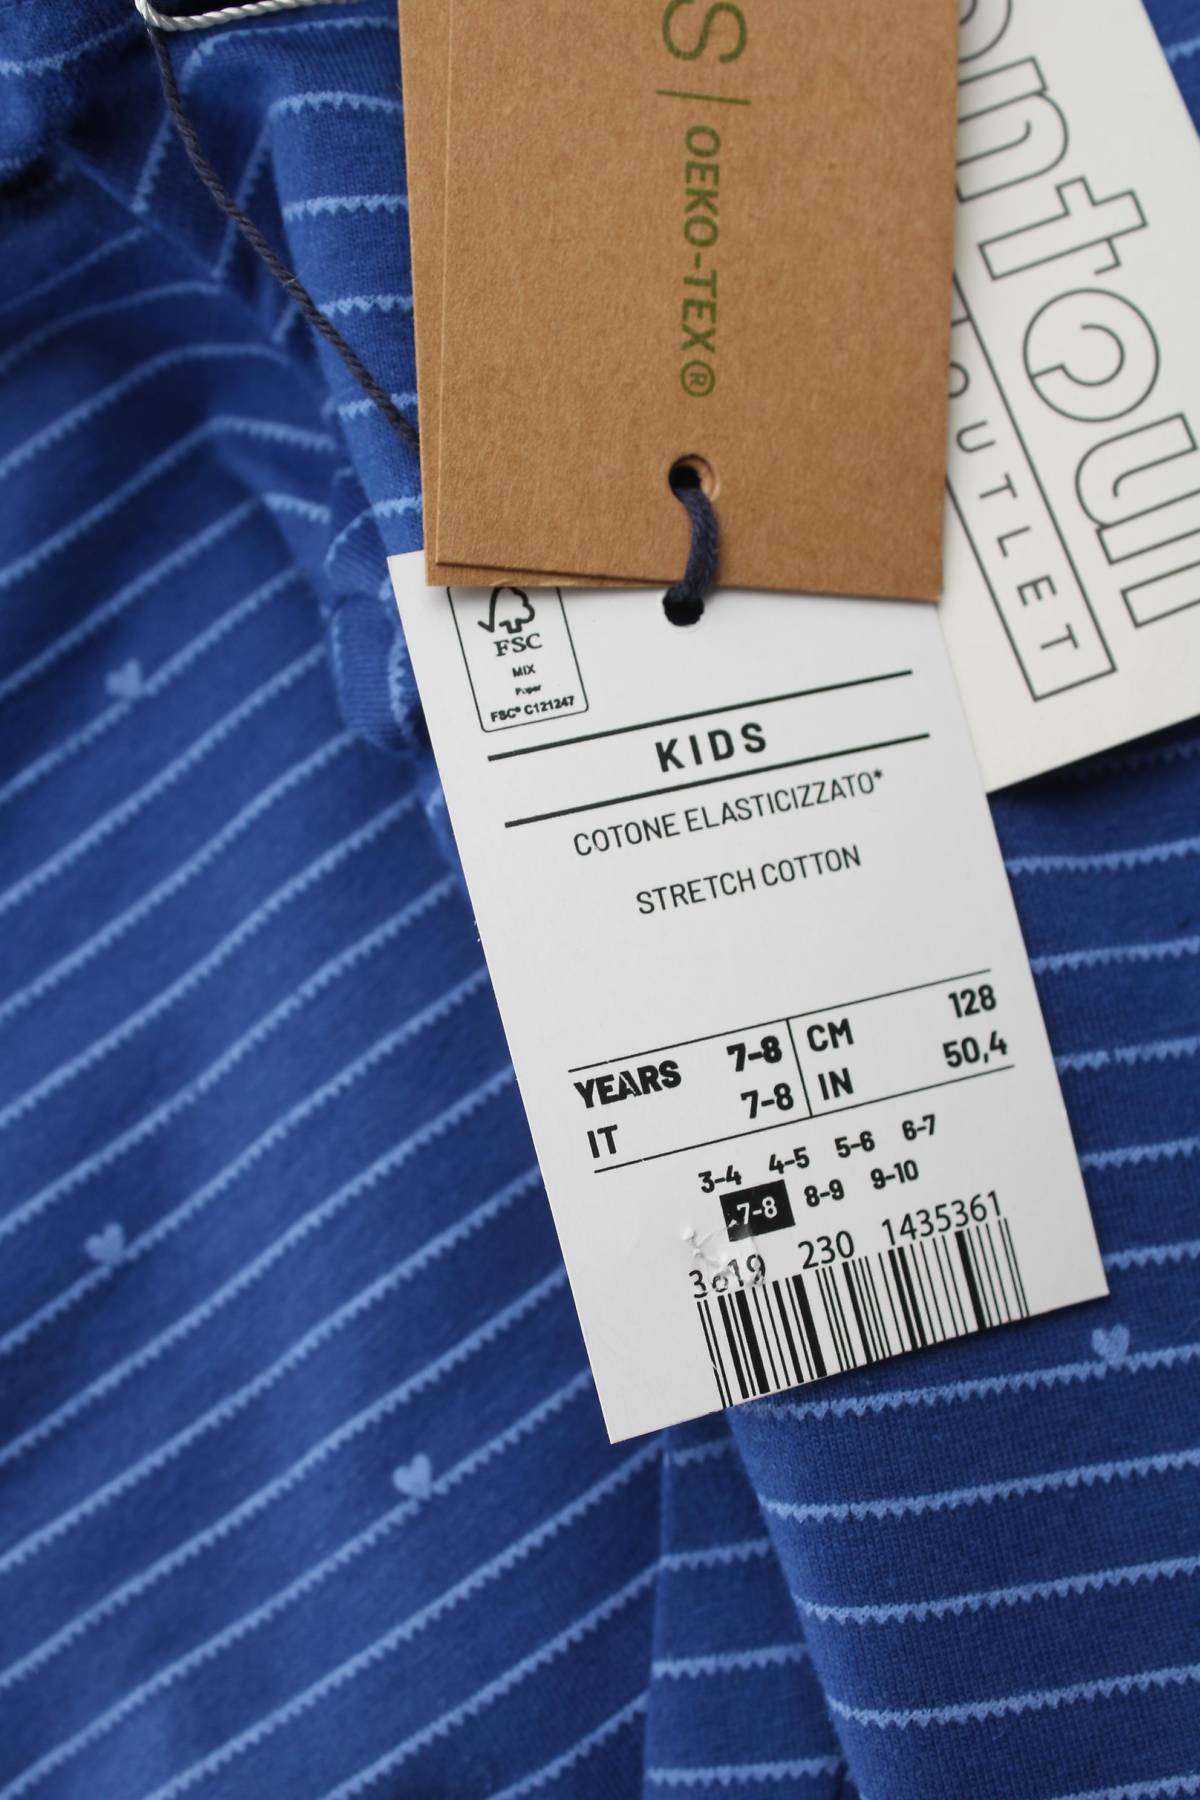 S | OEKO-TEX®
OUTLET
FSC
MIX
Paper
FSC® C121247
KIDS
COTONE ELASTICIZZATO*
STRETCH COTTON
YEARS 7-8 CM 128
IT 7-8 IN 50,4
3-4 4-5 5-6 6-7
7-8 8-9 9-10
230 1435361